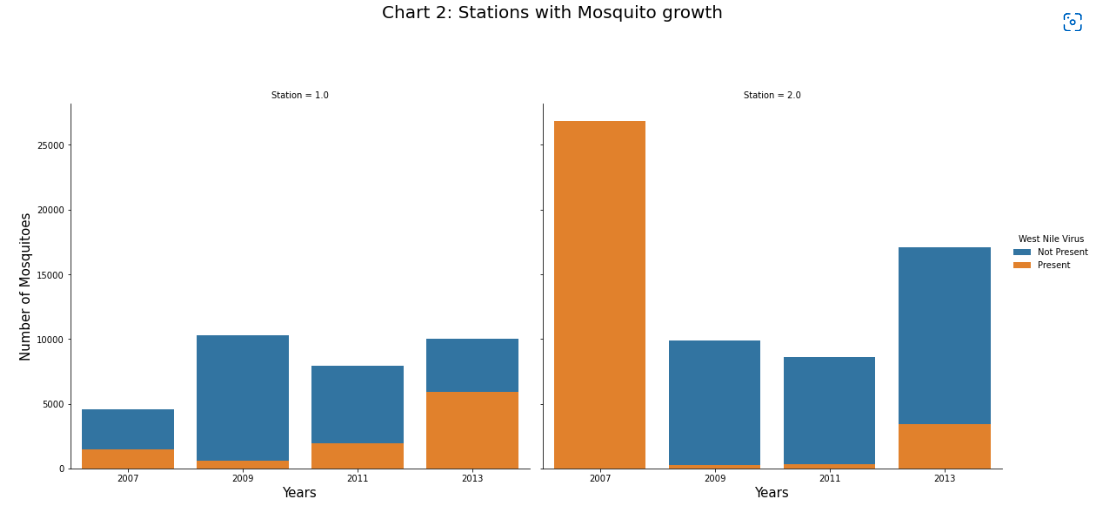 Chart 2: Stations with Mosquito growth
Station = 1.0
Station = 2.0
Number of Mosquitoes
25000
20000
15000
10000
5000
0
2007 2009 2011 2013
Years
2007 2009 2011 2013
Years
West Nile Virus
Not Present
Present